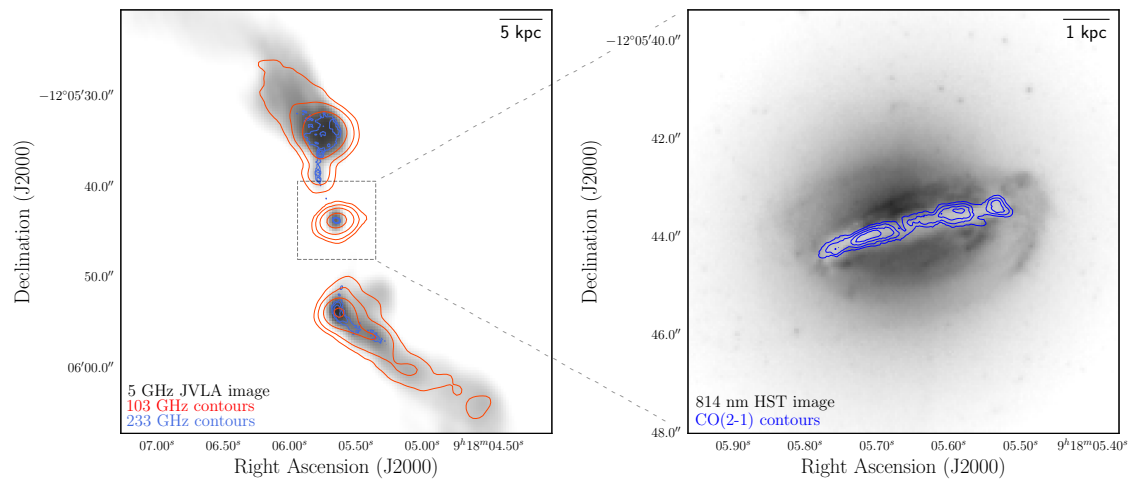 5 kpc
−12°05′30.0″
40.0″
50.0″
06′00.0″
Declination (J2000)
5 GHz JVLA image
103 GHz contours
233 GHz contours
07.00ˢ 06.50ˢ 06.00ˢ 05.50ˢ 05.00ˢ 9ʰ18ᵐ04.50ˢ
Right Ascension (J2000)
1 kpc
−12°05′40.0″
42.0″
44.0″
46.0″
48.0″
Declination (J2000)
814 nm HST image
CO(2-1) contours
05.90ˢ 05.80ˢ 05.70ˢ 05.60ˢ 05.50ˢ 9ʰ18ᵐ05.40ˢ
Right Ascension (J2000)